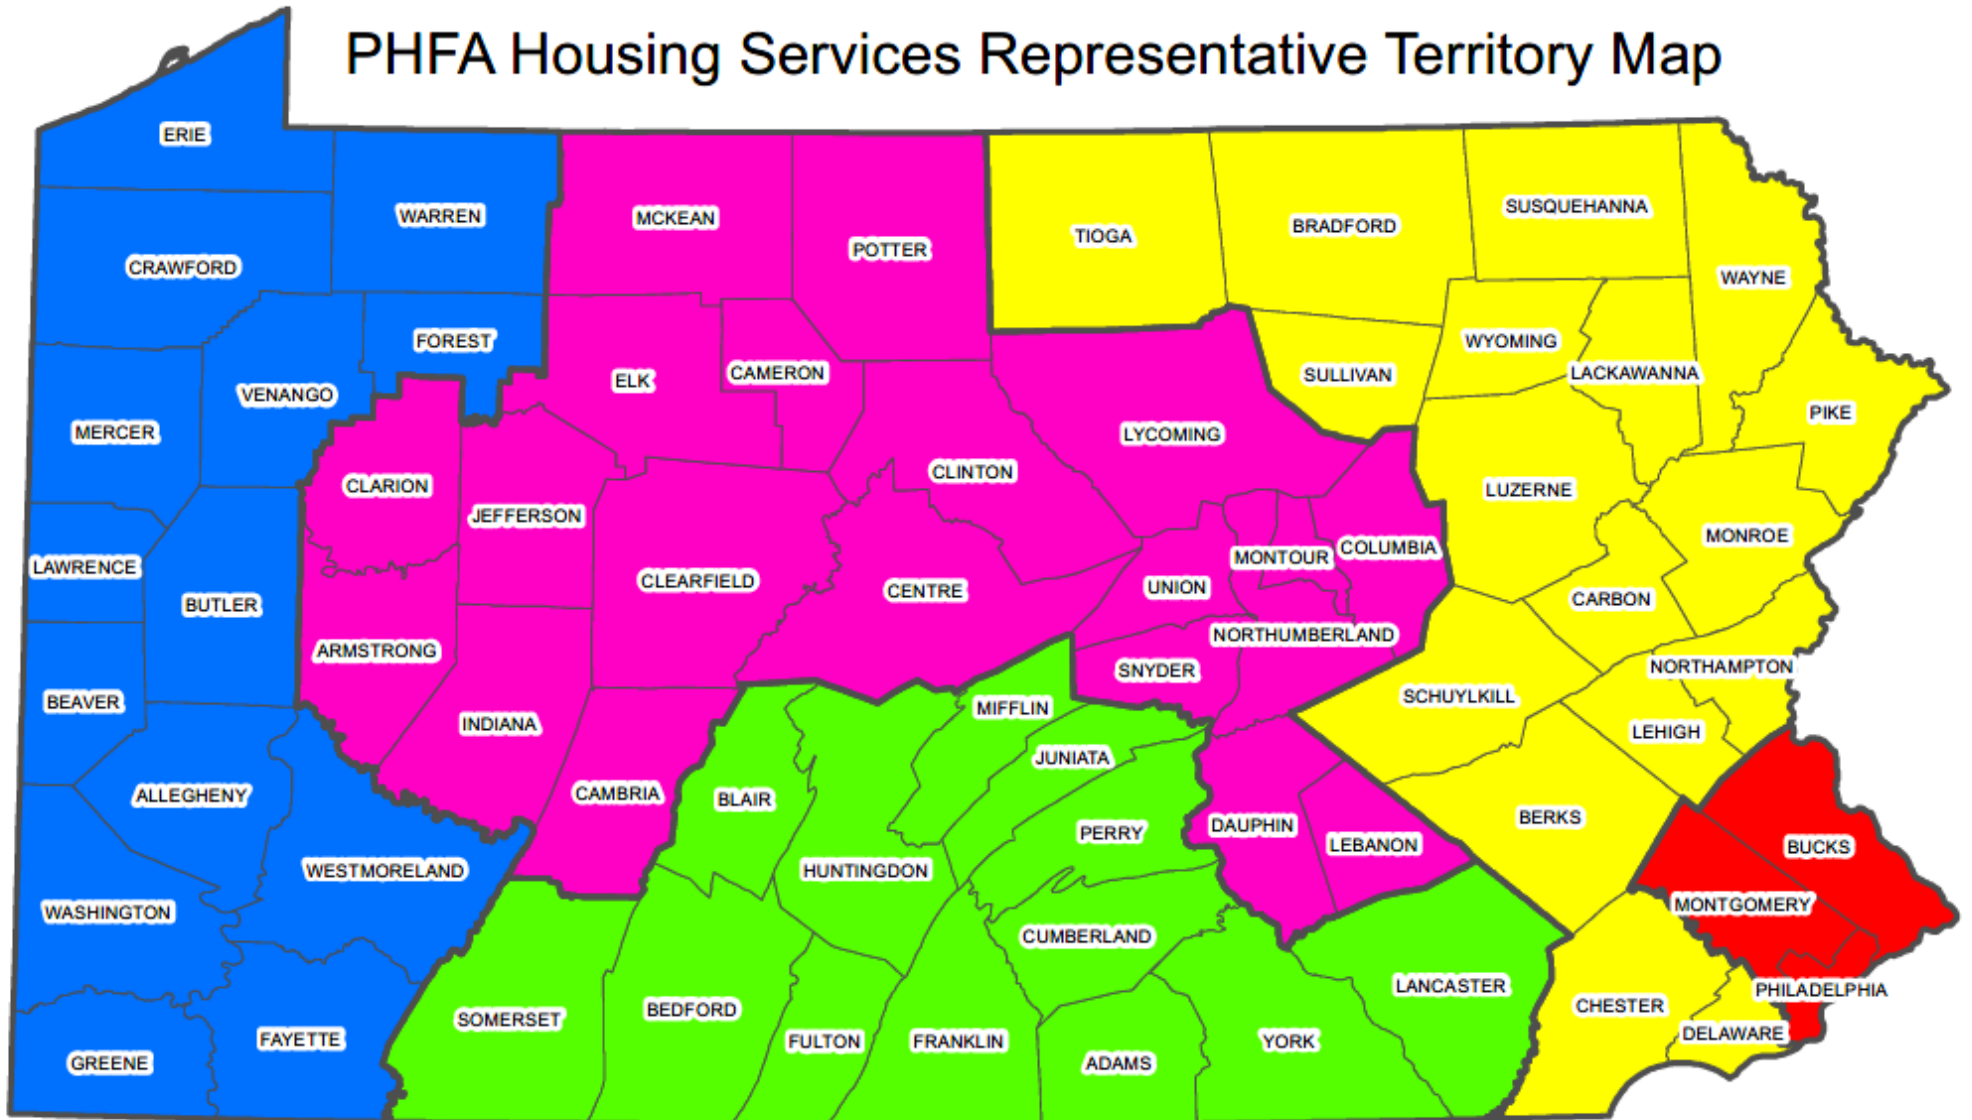 PHFA Housing Services Representative Territory Map
ERIE
WARREN
MCKEAN
POTTER
TIOGA
BRADFORD
SUSQUEHANNA
WAYNE
CRAWFORD
FOREST
ELK
CAMERON
SULLIVAN
WYOMING
LACKAWANNA
PIKE
VENANGO
MERCER
CLARION
JEFFERSON
CLINTON
LYCOMING
LUZERNE
MONROE
LAWRENCE
BUTLER
CLEARFIELD
CENTRE
UNION
MONTOUR
COLUMBIA
CARBON
ARMSTRONG
NORTHUMBERLAND
SNYDER
NORTHAMPTON
BEAVER
INDIANA
MIFFLIN
SCHUYLKILL
LEHIGH
ALLEGHENY
CAMBRIA
BLAIR
JUNIATA
PERRY
DAUPHIN
LEBANON
BERKS
BUCKS
WESTMORELAND
HUNTINGDON
WASHINGTON
CUMBERLAND
MONTGOMERY
LANCASTER
PHILADELPHIA
SOMERSET
BEDFORD
CHESTER
DELAWARE
GREENE
FAYETTE
FULTON
FRANKLIN
ADAMS
YORK